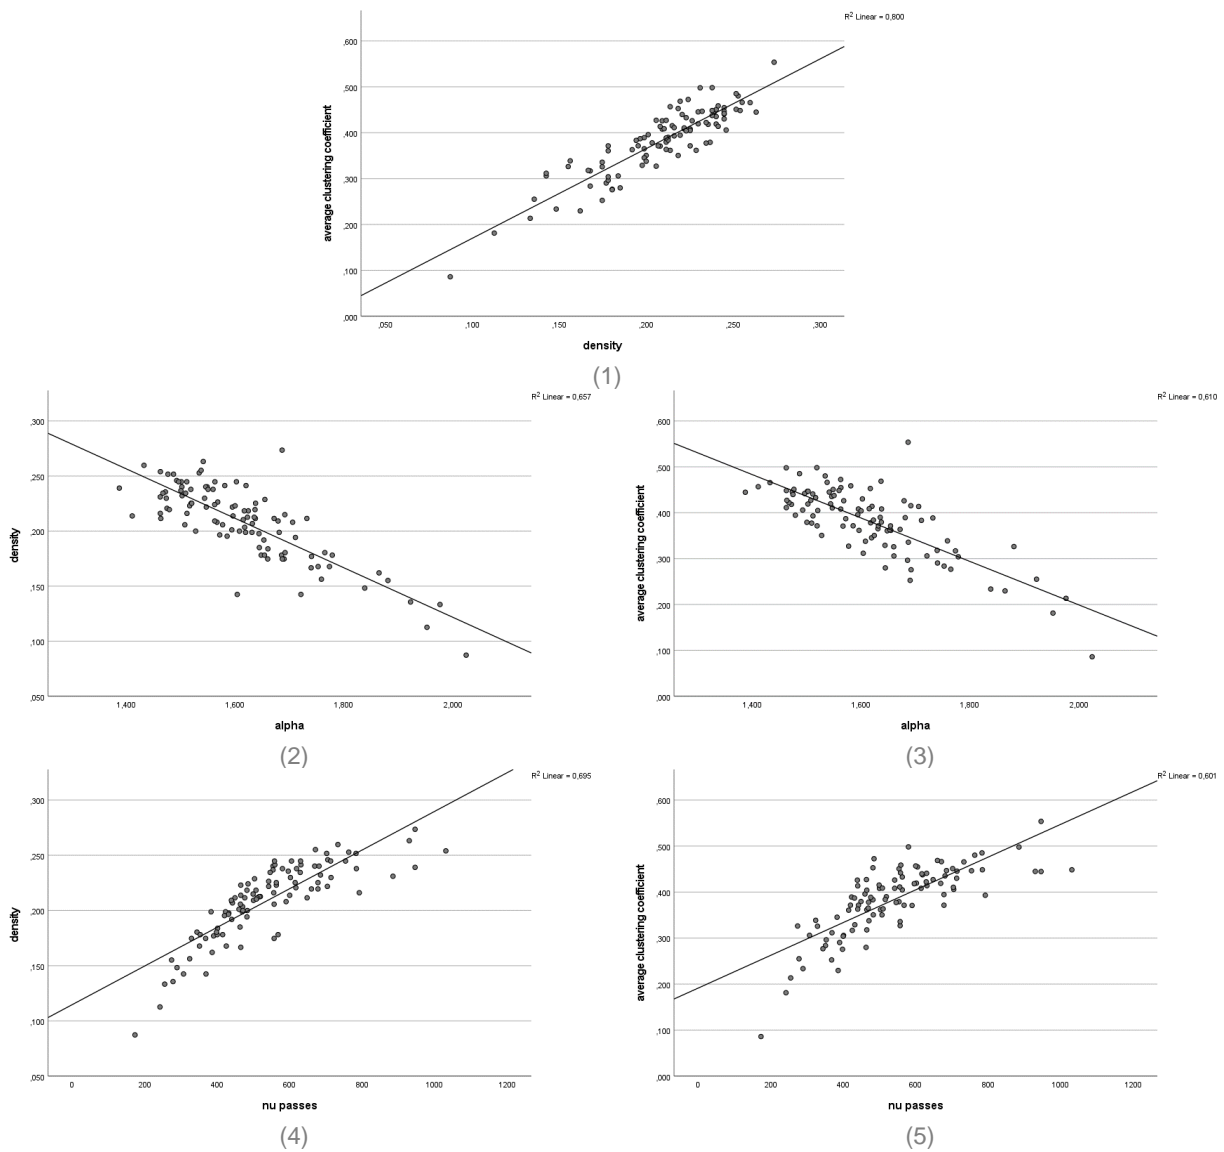 R² Linear = 0,800
average clustering coefficient
,600
,500
,400
,300
,200
,100
,000
,050 ,100 ,150 ,200 ,250 ,300
density
(1)
R² Linear = 0,657
density
,300
,250
,200
,150
,100
,050
1,400 1,600 1,800 2,000
alpha
(2)
R² Linear = 0,610
average clustering coefficient
,600
,500
,400
,300
,200
,100
,000
1,400 1,600 1,800 2,000
alpha
(3)
R² Linear = 0,695
density
,300
,250
,200
,150
,100
,050
0 200 400 600 800 1000 1200
nu passes
(4)
R² Linear = 0,601
average clustering coefficient
,600
,500
,400
,300
,200
,100
,000
0 200 400 600 800 1000 1200
nu passes
(5)